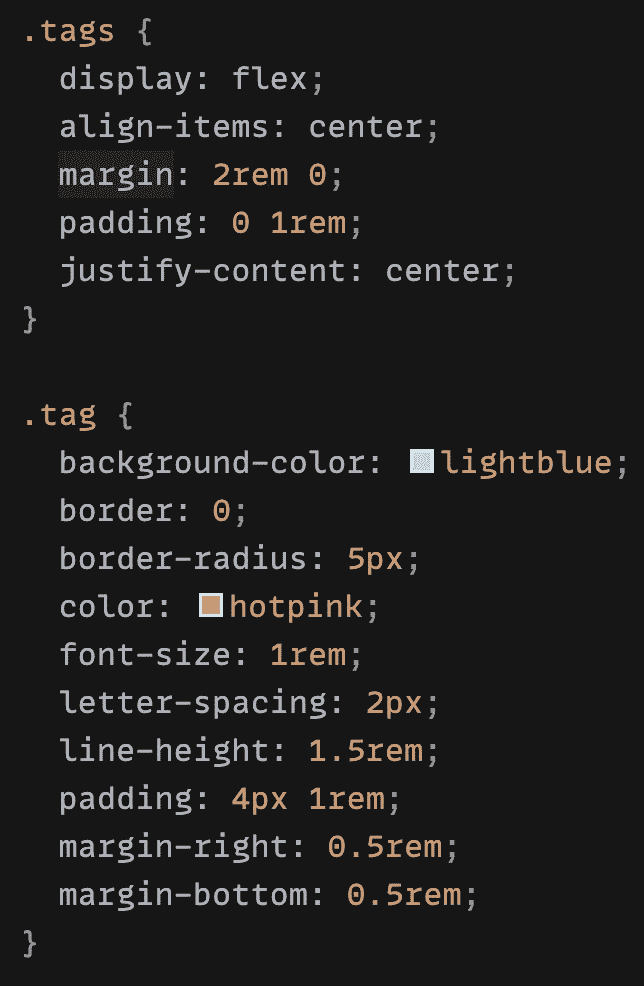 .tags {
  display: flex;
  align-items: center;
  margin: 2rem 0;
  padding: 0 1rem;
  justify-content: center;
}

.tag {
  background-color: lightblue;
  border: 0;
  border-radius: 5px;
  color: hotpink;
  font-size: 1rem;
  letter-spacing: 2px;
  line-height: 1.5rem;
  padding: 4px 1rem;
  margin-right: 0.5rem;
  margin-bottom: 0.5rem;
}